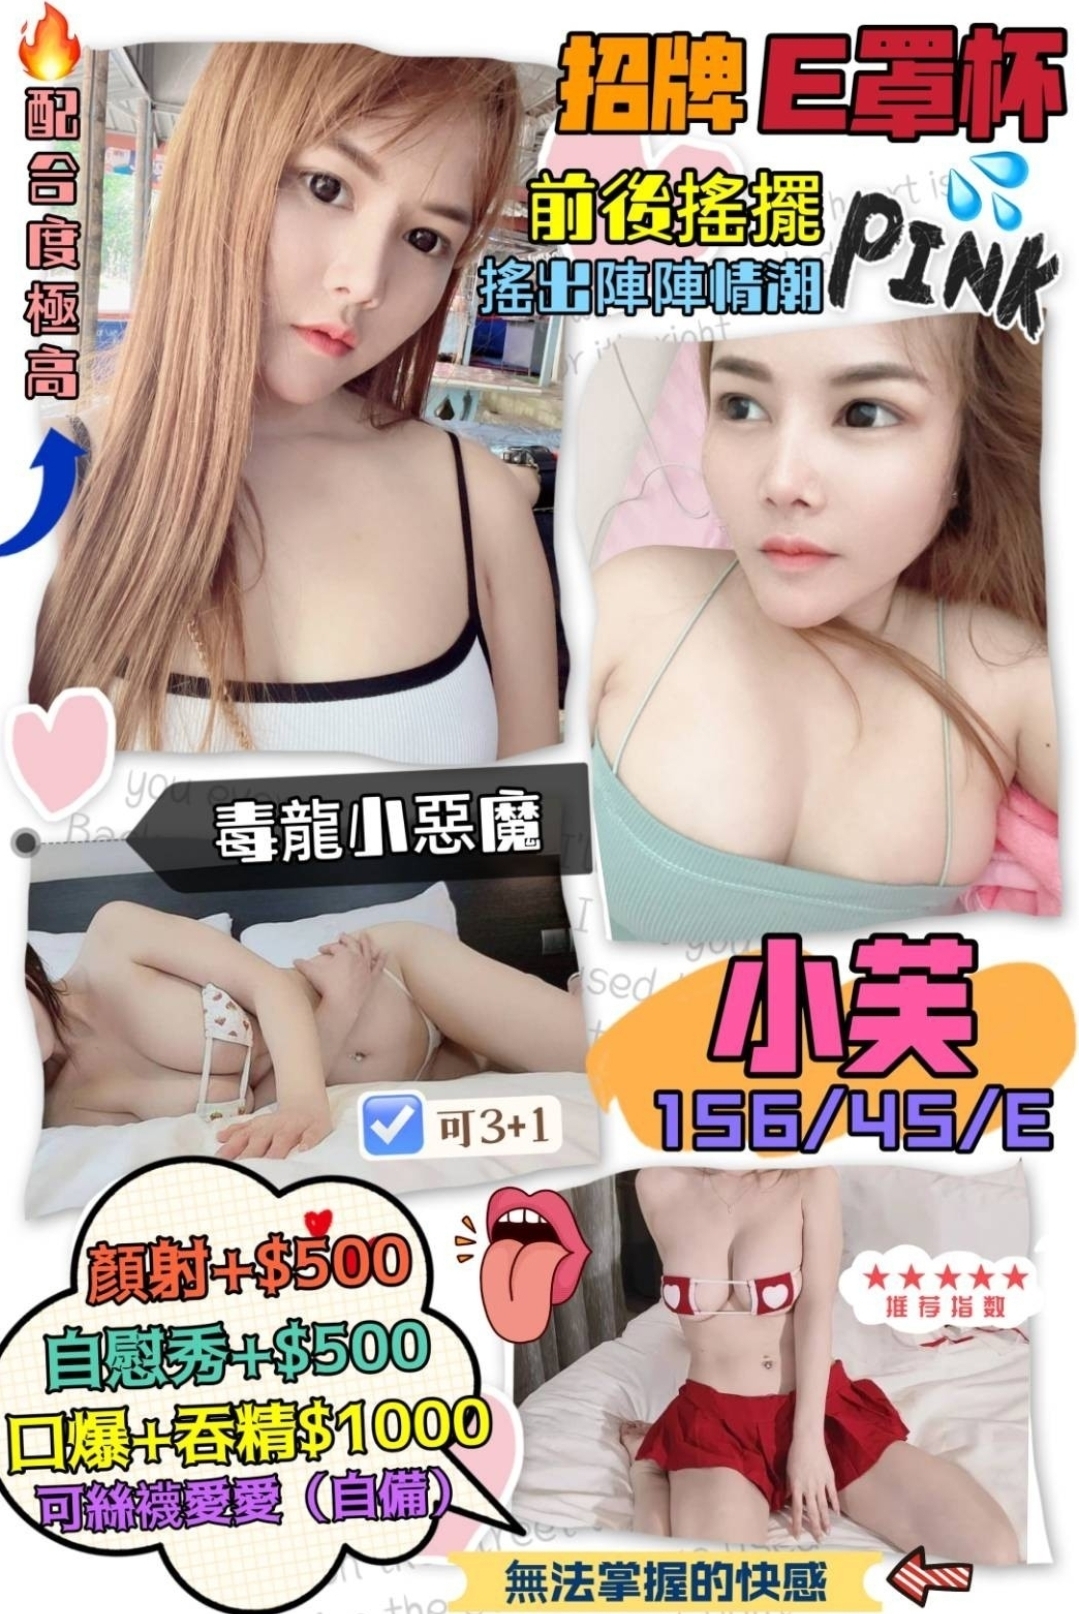 配合度極高
招牌 E罩杯
前後搖擺
搖出陣陣情潮
PINK
毒龍小惡魔
小芙
156/45/E
可3+1
顏射+$500
自慰秀+$500
口爆+吞精$1000
可絲襪愛愛（自備）
推荐指数
無法掌握的快感